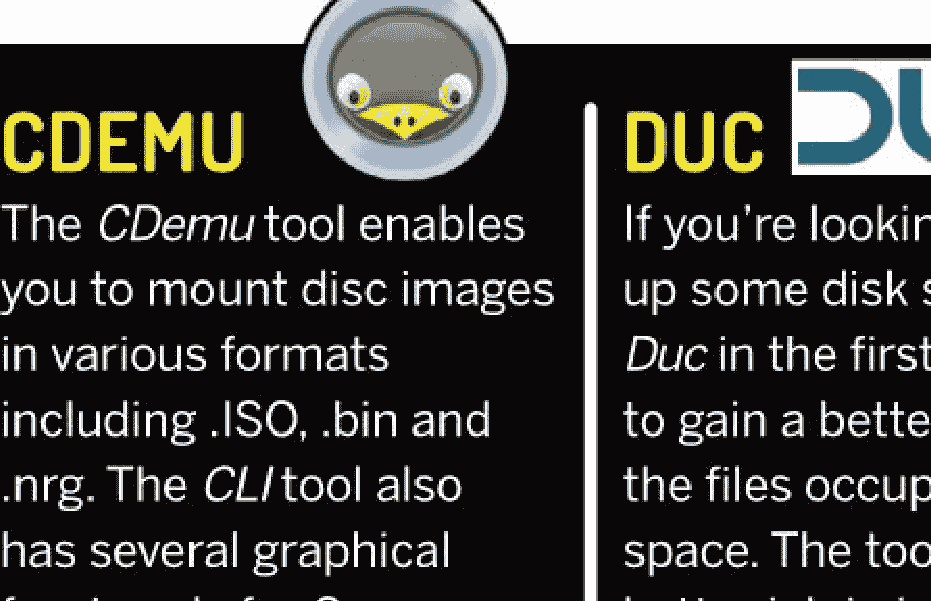 CDEMU
The CDemu tool enables
you to mount disc images
in various formats
including .ISO, .bin and
.nrg. The CLI tool also
has several graphical
DUC
DU
If you're lookin
up some disk s
Duc in the first
to gain a bette
the files occup
space. The too